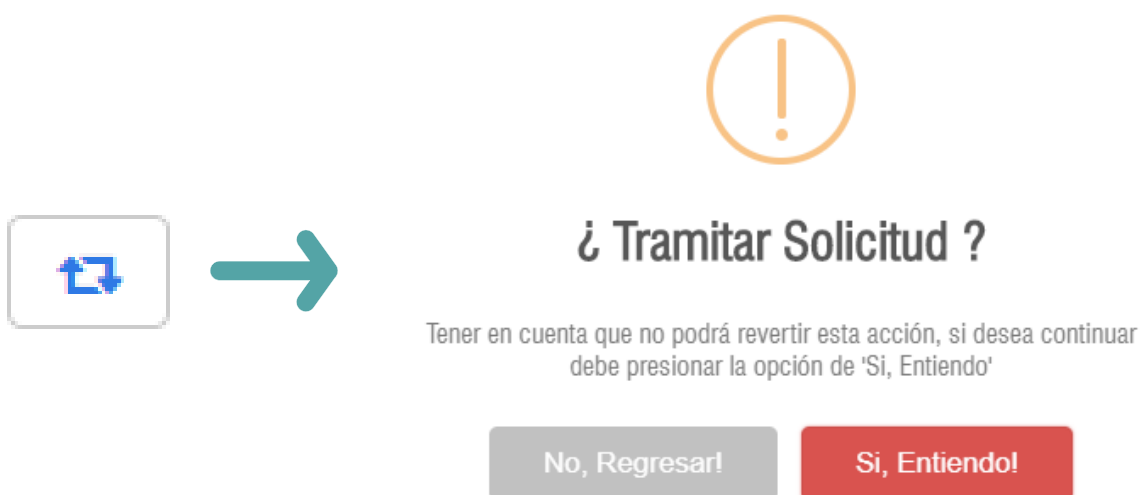 ¿ Tramitar Solicitud ?
Tener en cuenta que no podrá revertir esta acción, si desea continuar
debe presionar la opción de 'Si, Entiendo'
No, Regresar!
Si, Entiendo!